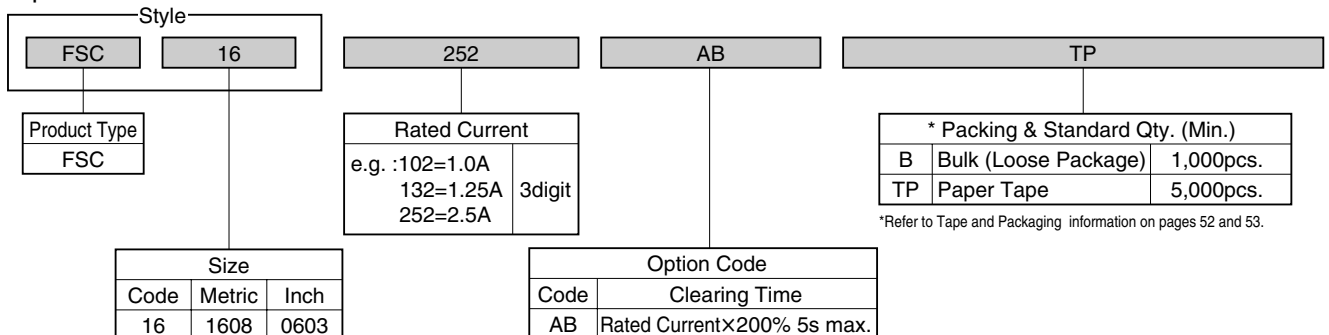 Style
FSC 16 252 AB TP
Product Type
FSC
Rated Current
e.g. :102=1.0A
132=1.25A
252=2.5A
3digit
* Packing & Standard Qty. (Min.)
B Bulk (Loose Package) 1,000pcs.
TP Paper Tape 5,000pcs.
*Refer to Tape and Packaging information on pages 52 and 53.
Size
Code Metric Inch
16 1608 0603
Option Code
Code Clearing Time
AB Rated Current×200% 5s max.